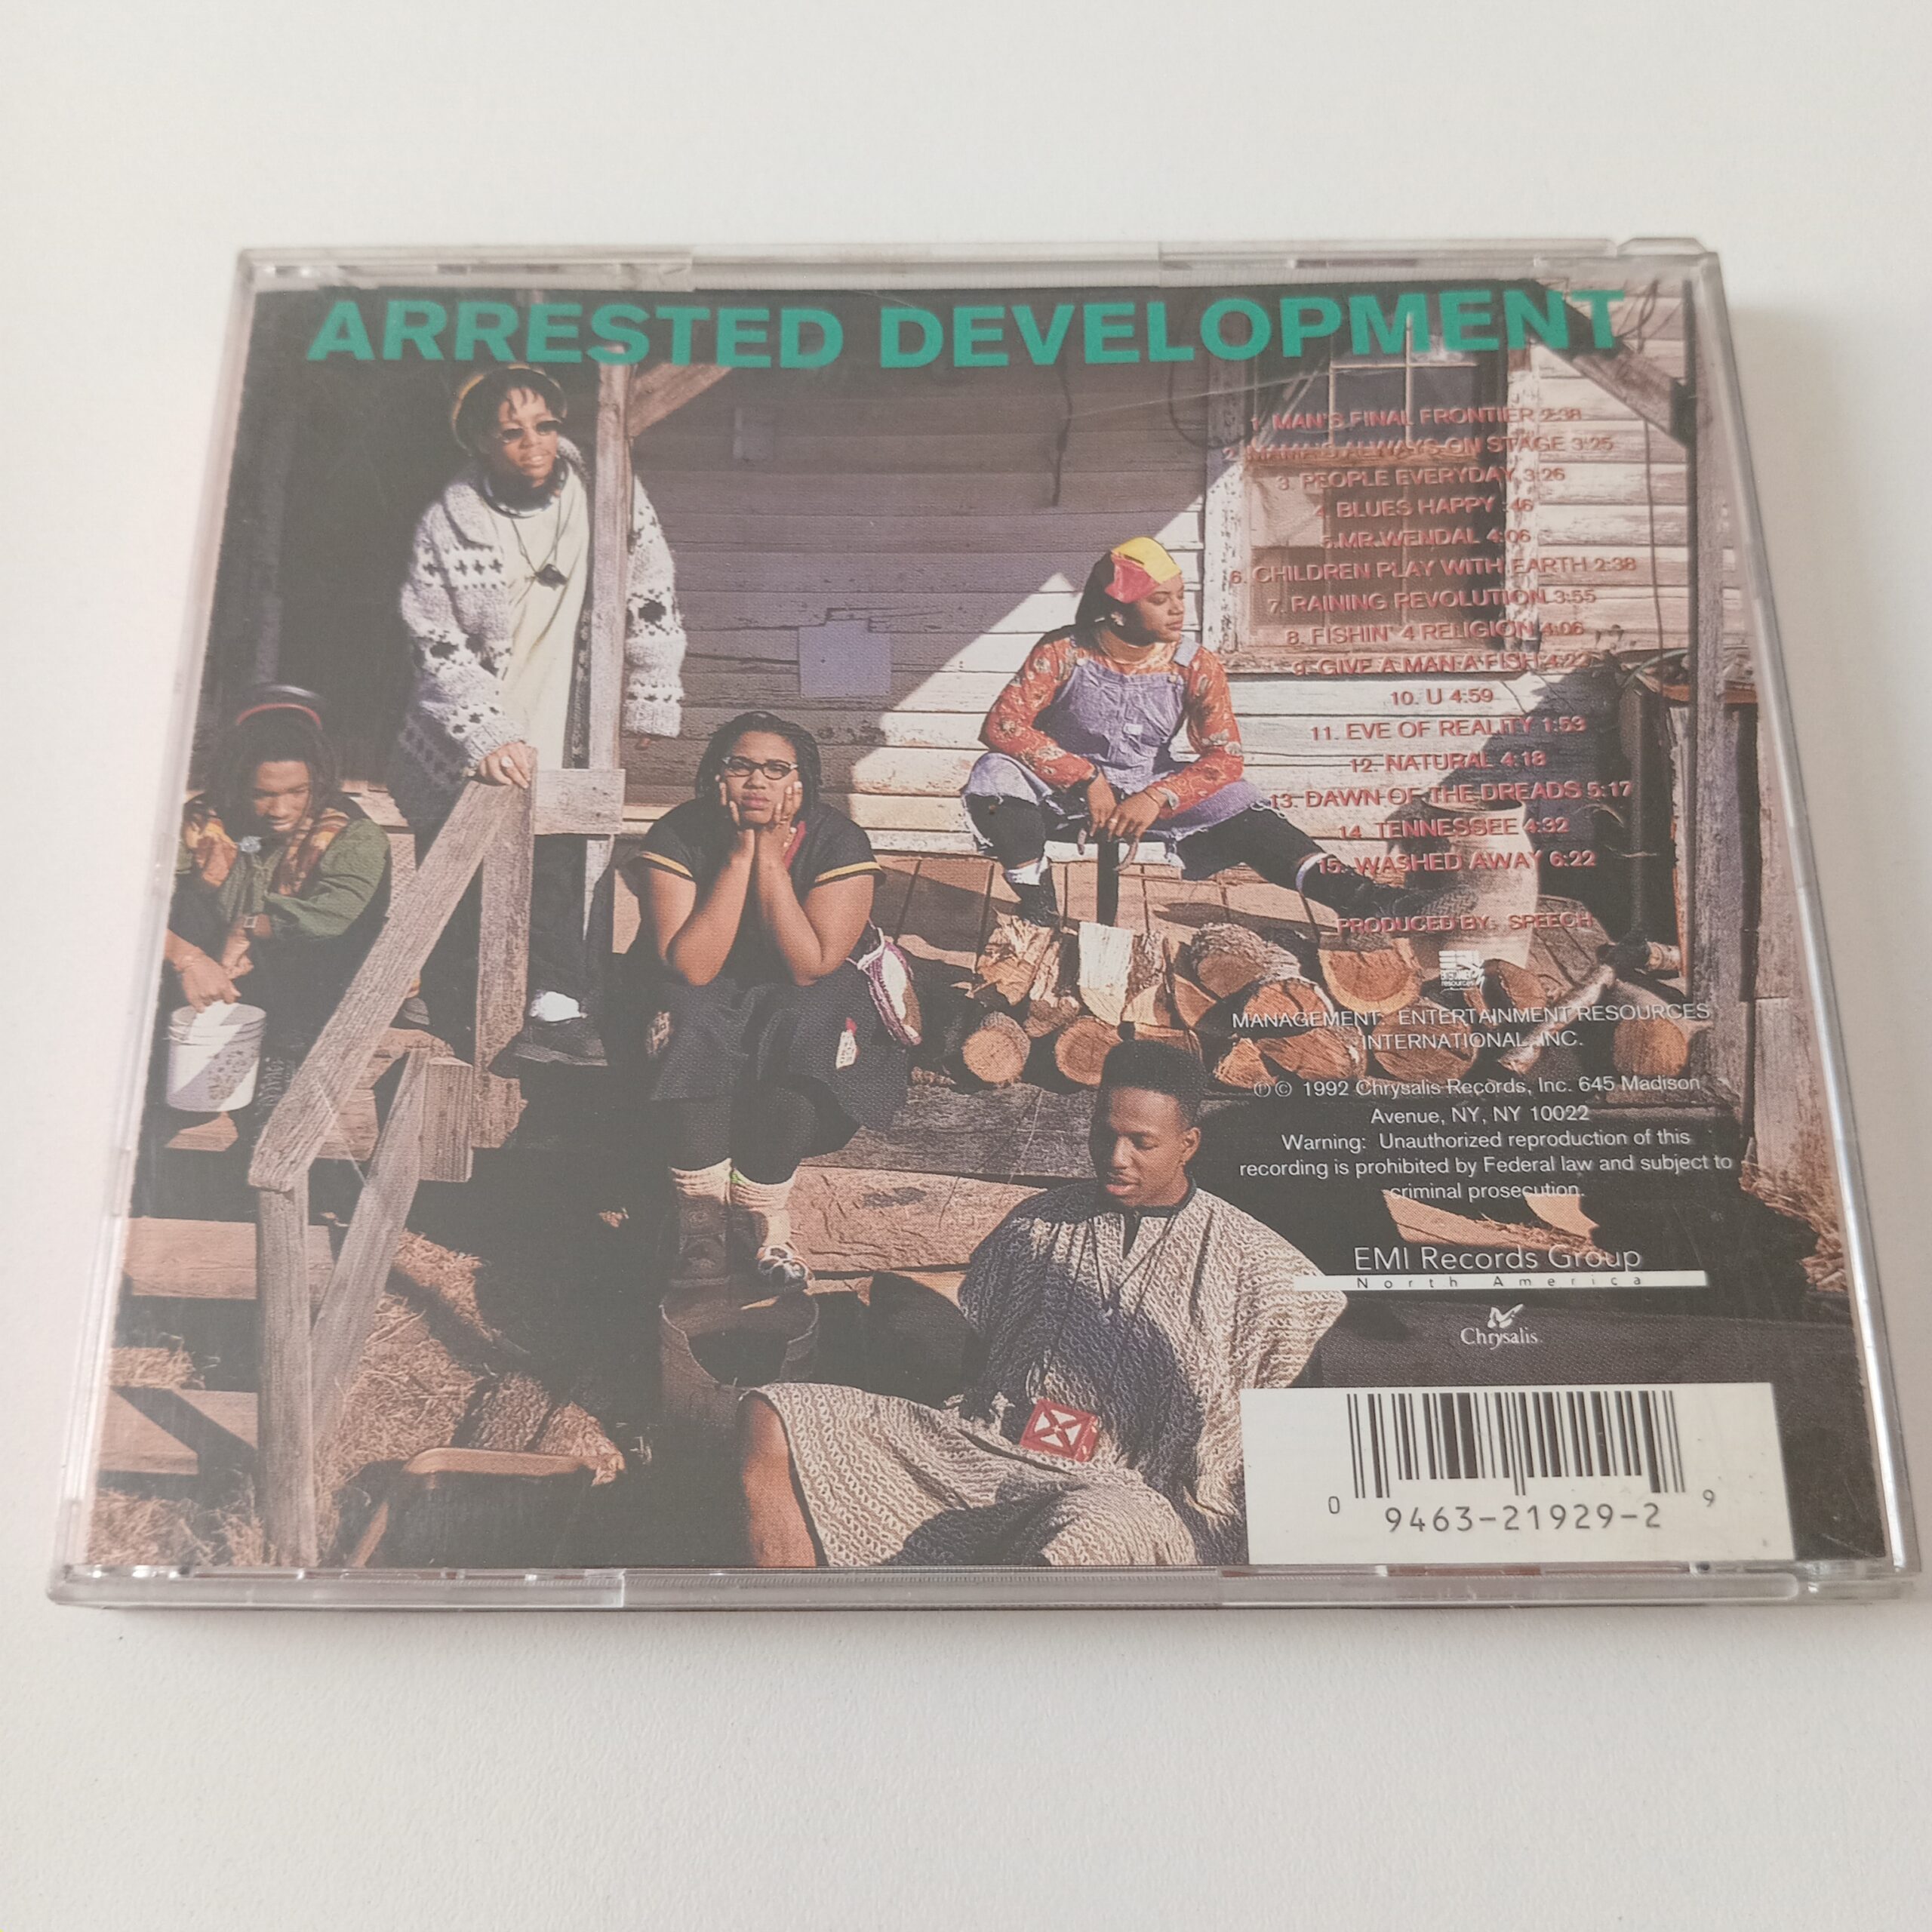 ARRESTED DEVELOPMENT
1. MAN'S FINAL FRONTIER 2:38
2. MAMA'S ALWAYS ON STAGE 3:25
3. PEOPLE EVERYDAY 3:26
4. BLUES HAPPY :46
5. MR. WENDAL 4:06
6. CHILDREN PLAY WITH EARTH 2:38
7. RAINING REVOLUTION 3:55
8. FISHIN' 4 RELIGION 4:06
9. GIVE A MAN A FISH 4:22
10. U 4:59
11. EVE OF REALITY 1:53
12. NATURAL 4:18
13. DAWN OF THE DREADS 5:17
14. TENNESSEE 4:32
15. WASHED AWAY 6:22
PRODUCED BY: SPEECH
resources
MANAGEMENT: ENTERTAINMENT RESOURCES
INTERNATIONAL, INC.
℗© 1992 Chrysalis Records, Inc. 645 Madison
Avenue, NY, NY 10022
Warning: Unauthorized reproduction of this
recording is prohibited by Federal law and subject to
criminal prosecution.
EMI Records Group
North America
Chrysalis
0 9463-21929-2 9